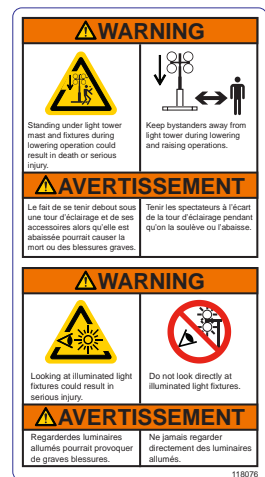 WARNING
Standing under light tower
mast and fixtures during
lowering operation could
result in death or serious
injury.
Keep bystanders away from
light tower during lowering
and raising operations.
AVERTISSEMENT
Le fait de se tenir debout sous
une tour d'éclairage et de ses
accessoires alors qu'elle est
abaissée pourrait causer la
mort ou des blessures graves.
Tenir les spectateurs à l'écart
de la tour d'éclairage pendant
qu'on la soulève ou l'abaisse.
WARNING
Looking at illuminated light
fixtures could result in
serious injury.
Do not look directly at
illuminated light fixtures.
AVERTISSEMENT
Regarderdes luminaires
allumés pourrait provoquer
de graves blessures.
Ne jamais regarder
directement des luminaires
allumés.
118076